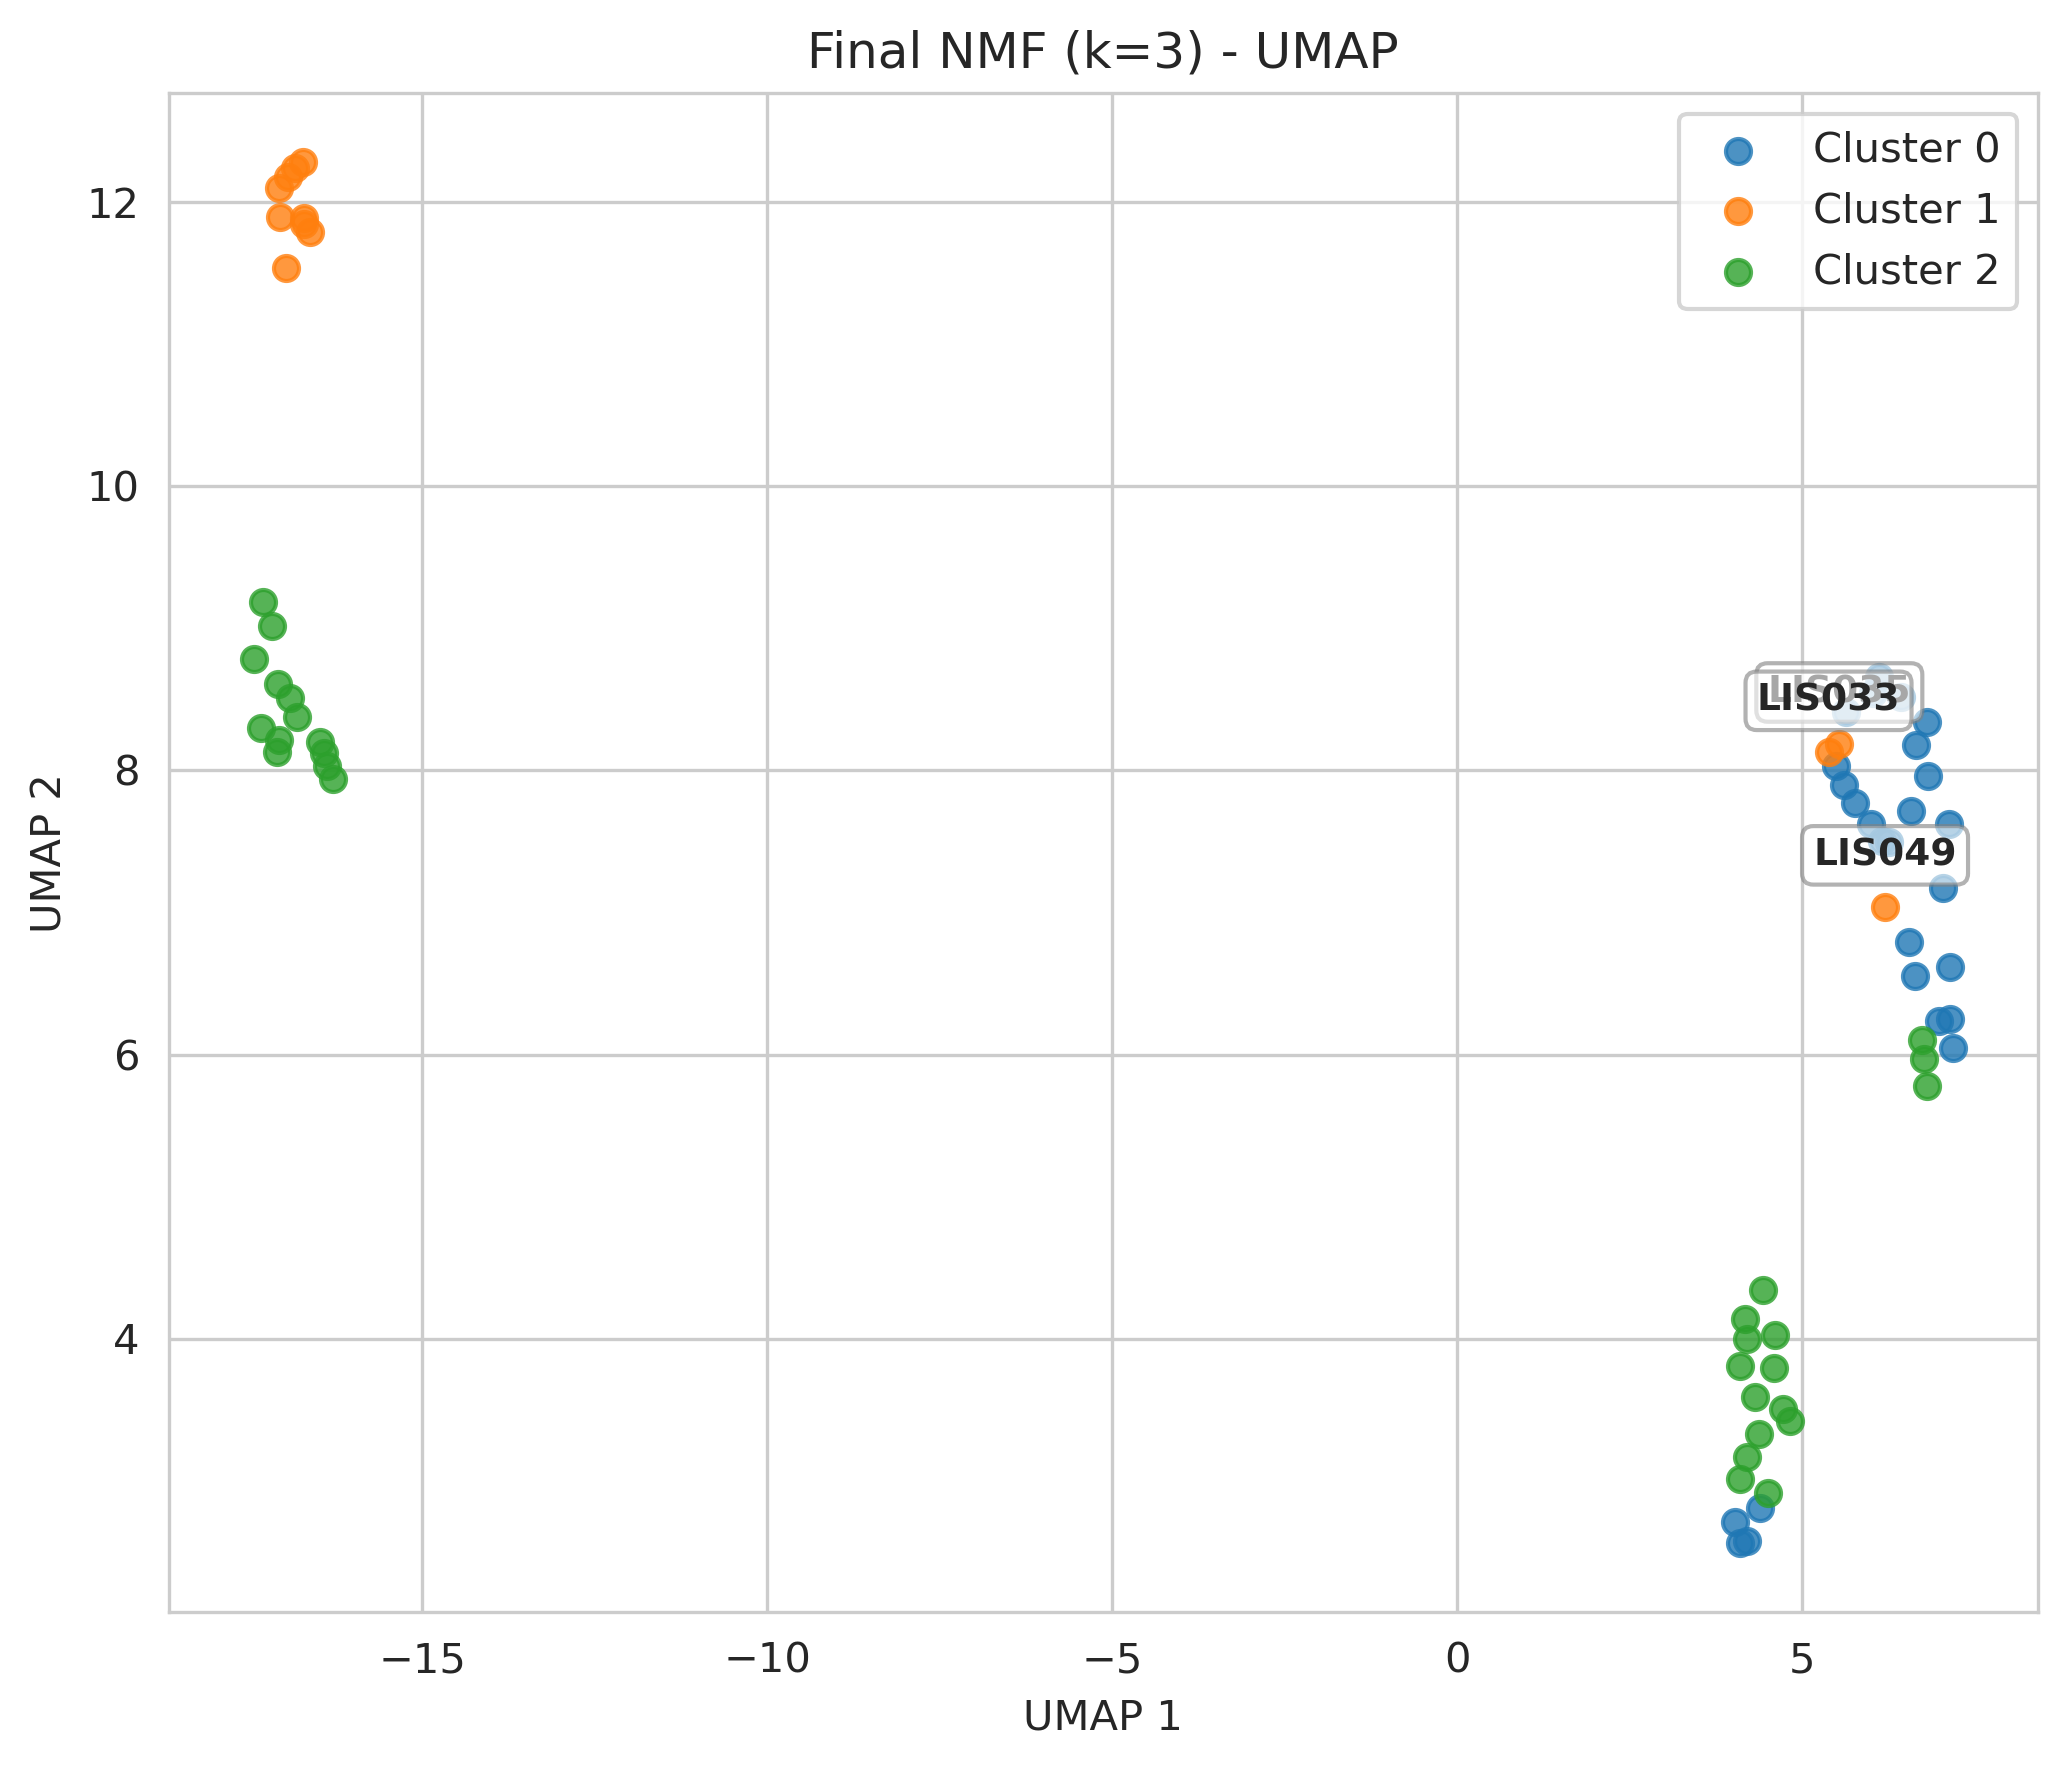 Final NMF (k=3) - UMAP
Cluster 0
Cluster 1
Cluster 2
12
10
8
6
4
UMAP 2
LIS035
LIS033
LIS049
−15
−10
−5
0
5
UMAP 1